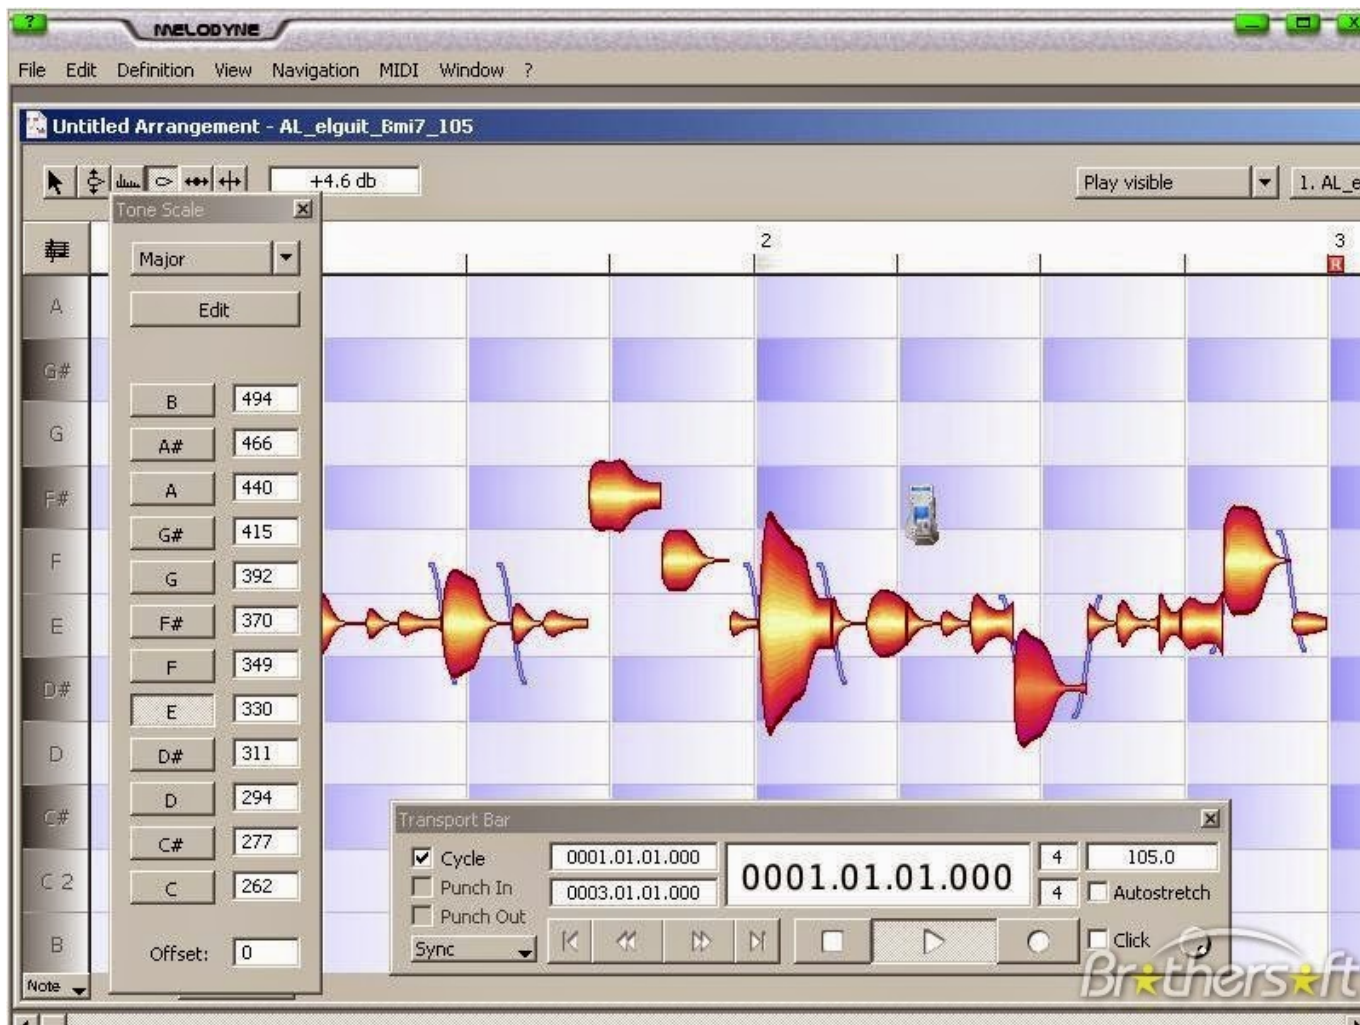 ?
MELODYNE
File Edit Definition View Navigation MIDI Window ?
Untitled Arrangement - AL_elguit_Bmi7_105
+4.6 db
Play visible
1. AL_e
Tone Scale
Major
Edit
2
3
R
A
G#
G
F#
F
E
D#
D
C#
C 2
B
Note
B 494
A# 466
A 440
G# 415
G 392
F# 370
F 349
E 330
D# 311
D 294
C# 277
C 262
Offset: 0
Transport Bar
Cycle 0001.01.01.000 0001.01.01.000 4 105.0
Punch In 0003.01.01.000 4 Autostretch
Punch Out
Sync
Click
Brothersoft